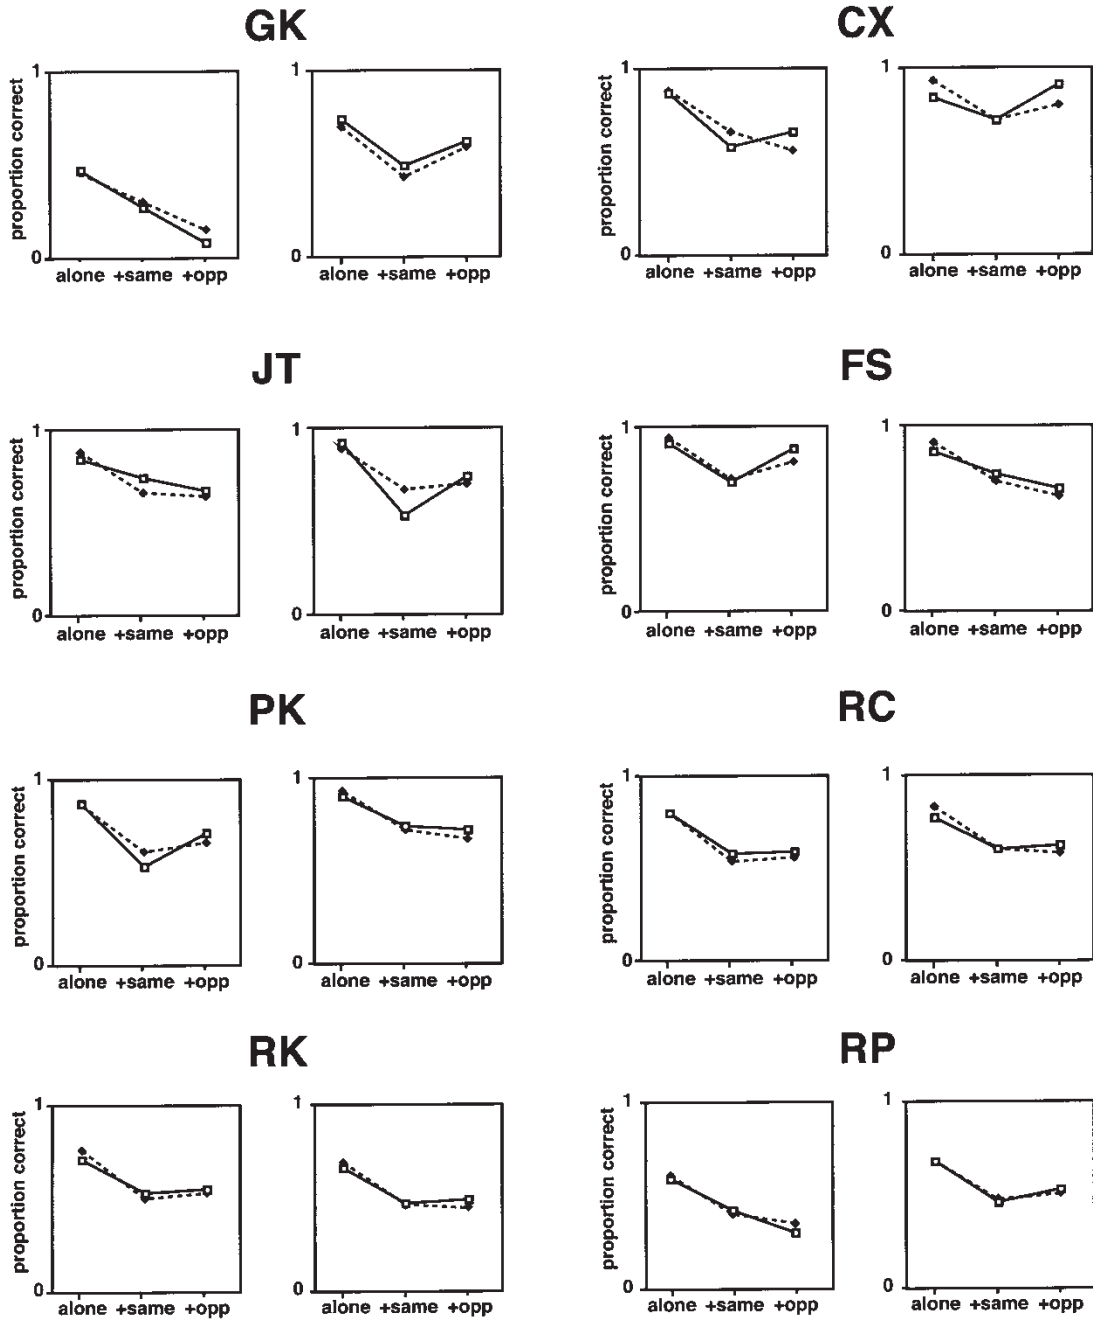 GK
CX
proportion correct
1
0
alone +same +opp
1
0
alone +same +opp
proportion correct
1
0
alone +same +opp
1
0
alone +same +opp
JT
FS
proportion correct
1
0
alone +same +opp
1
0
alone +same +opp
proportion correct
1
0
alone +same +opp
1
0
alone +same +opp
PK
RC
proportion correct
1
0
alone +same +opp
1
0
alone +same +opp
proportion correct
1
0
alone +same +opp
1
0
alone +same +opp
RK
RP
proportion correct
1
0
alone +same +opp
1
0
alone +same +opp
proportion correct
1
0
alone +same +opp
1
0
alone +same +opp